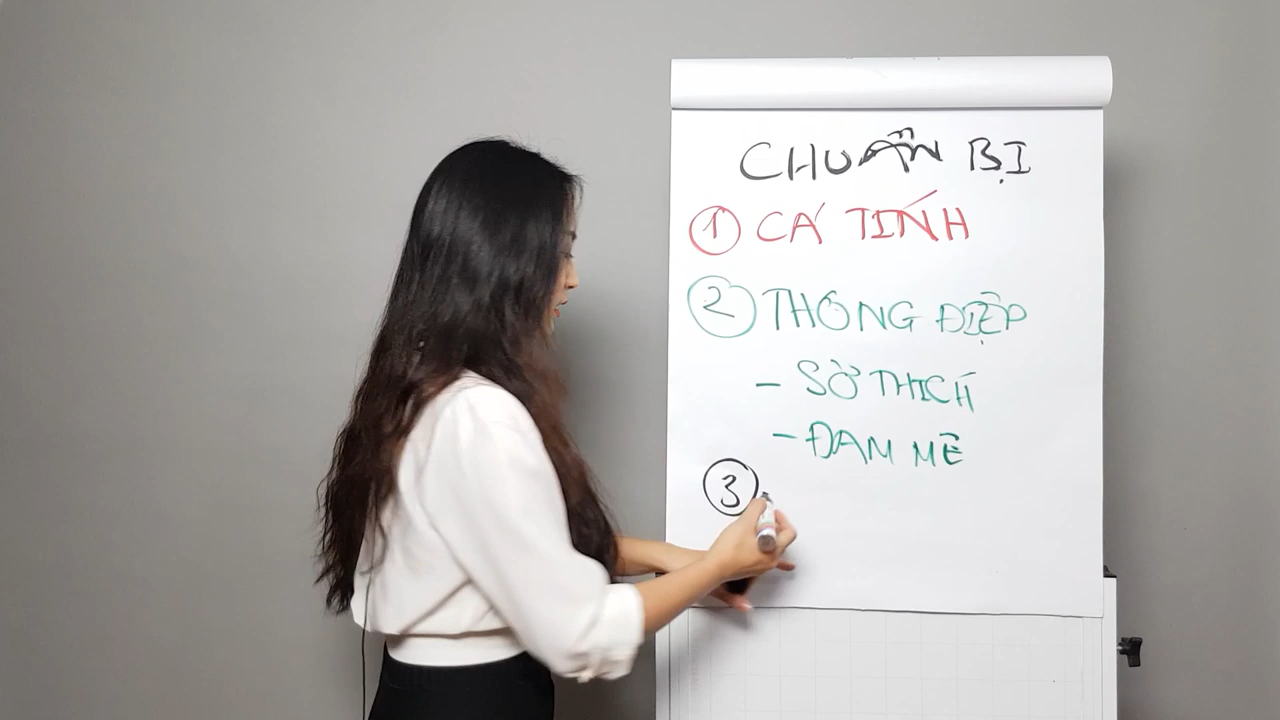 CHUẨN BỊ
1 CÁ TÍNH
2 THÔNG ĐIỆP
- SỞ THÍCH
- ĐAM MÊ
3